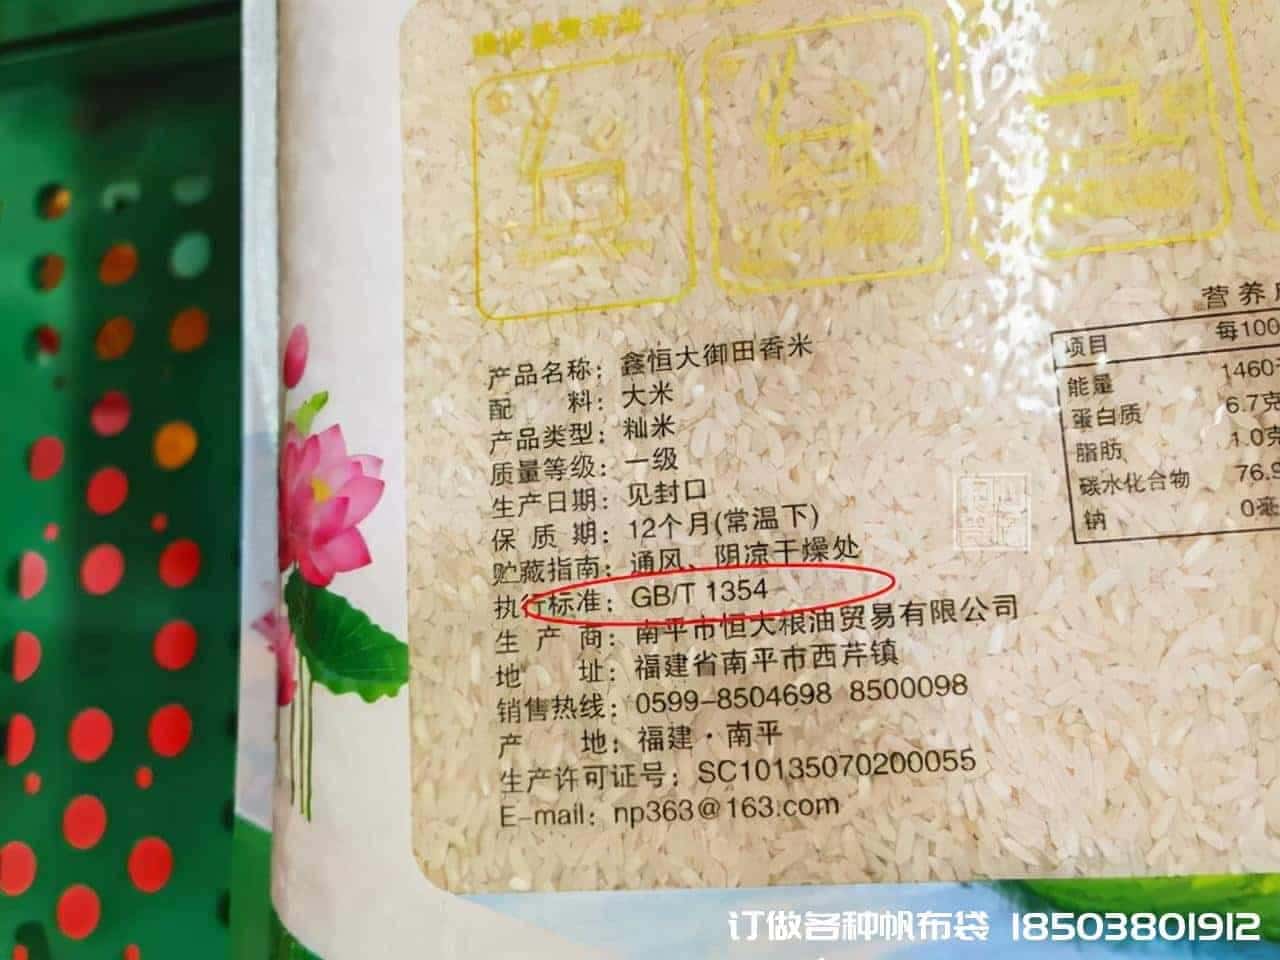 产品名称：鑫恒大御田香米
配 料：大米
产品类型：籼米
质量等级：一级
生产日期：见封口
保 质 期：12个月(常温下)
贮藏指南：通风、阴凉干燥处
执行标准：GB/T 1354
生 产 商：南平市恒大粮油贸易有限公司
地 址：福建省南平市西芹镇
销售热线：0599-8504698 8500098
产 地：福建·南平
生产许可证号：SC10135070200055
E-mail：np363@163.com
营 养
项目 每100
能量 1460
蛋白质 6.7克
脂肪 1.0克
碳水化合物 76.9
钠 0毫
订做各种帆布袋 18503801912